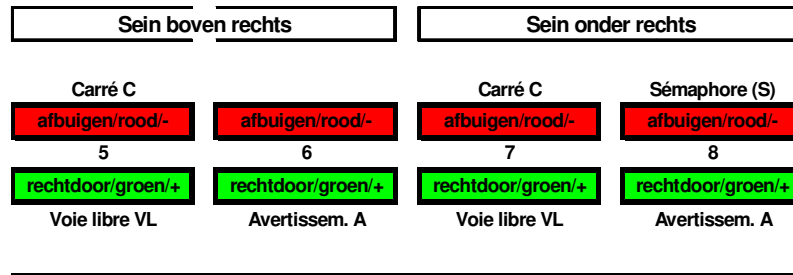 Sein boven rechts Sein onder rechts
Carré C Carré C Sémaphore (S)
afbuigen/rood/- afbuigen/rood/- afbuigen/rood/- afbuigen/rood/-
5 6 7 8
rechtdoor/groen/+ rechtdoor/groen/+ rechtdoor/groen/+ rechtdoor/groen/+
Voie libre VL Avertissem. A Voie libre VL Avertissem. A